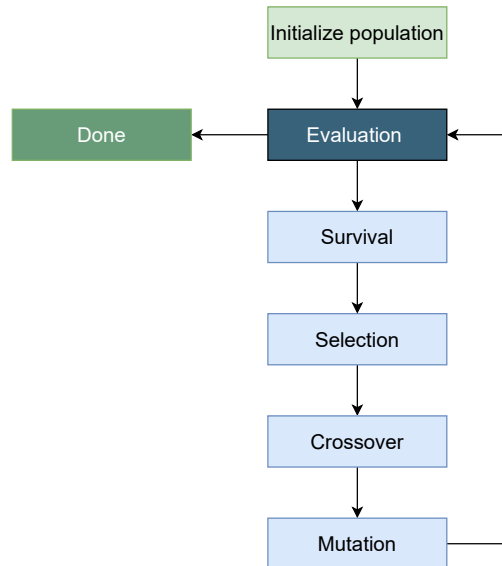 Initialize population
Done
Evaluation
Survival
Selection
Crossover
Mutation